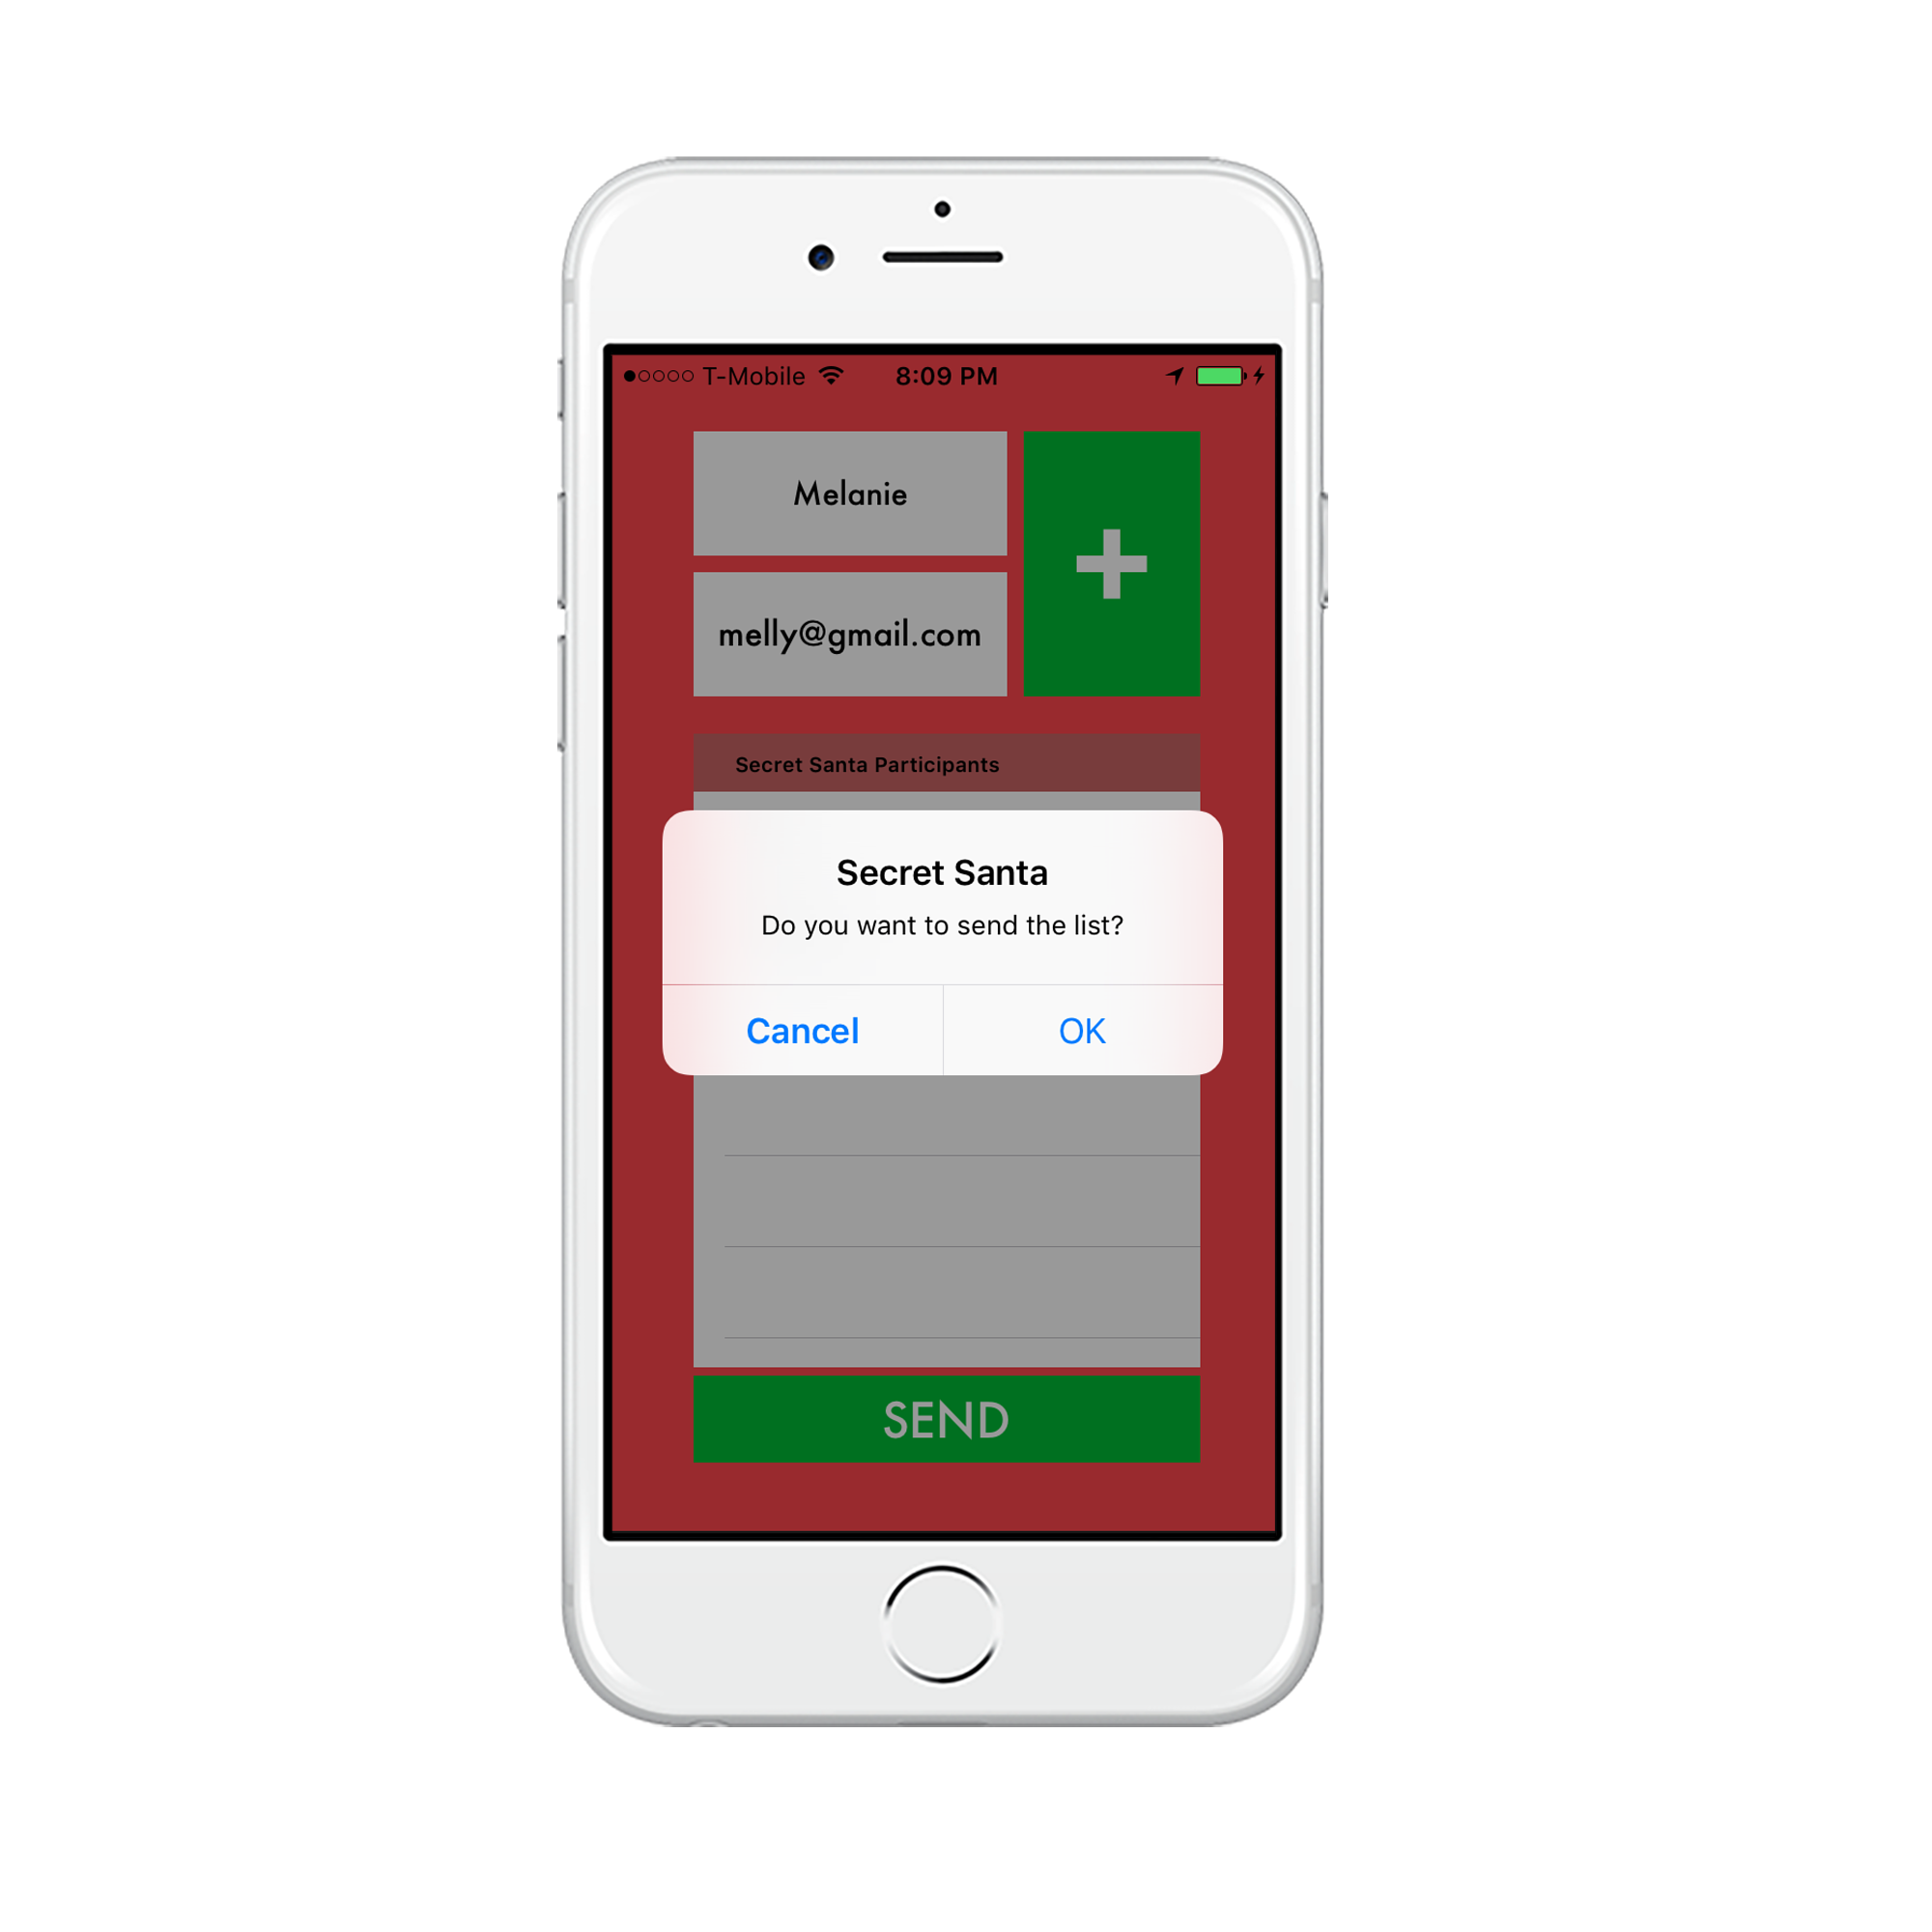 T-Mobile 8:09 PM
Melanie
+
melly@gmail.com
Secret Santa Participants
Secret Santa
Do you want to send the list?
Cancel OK
SEND